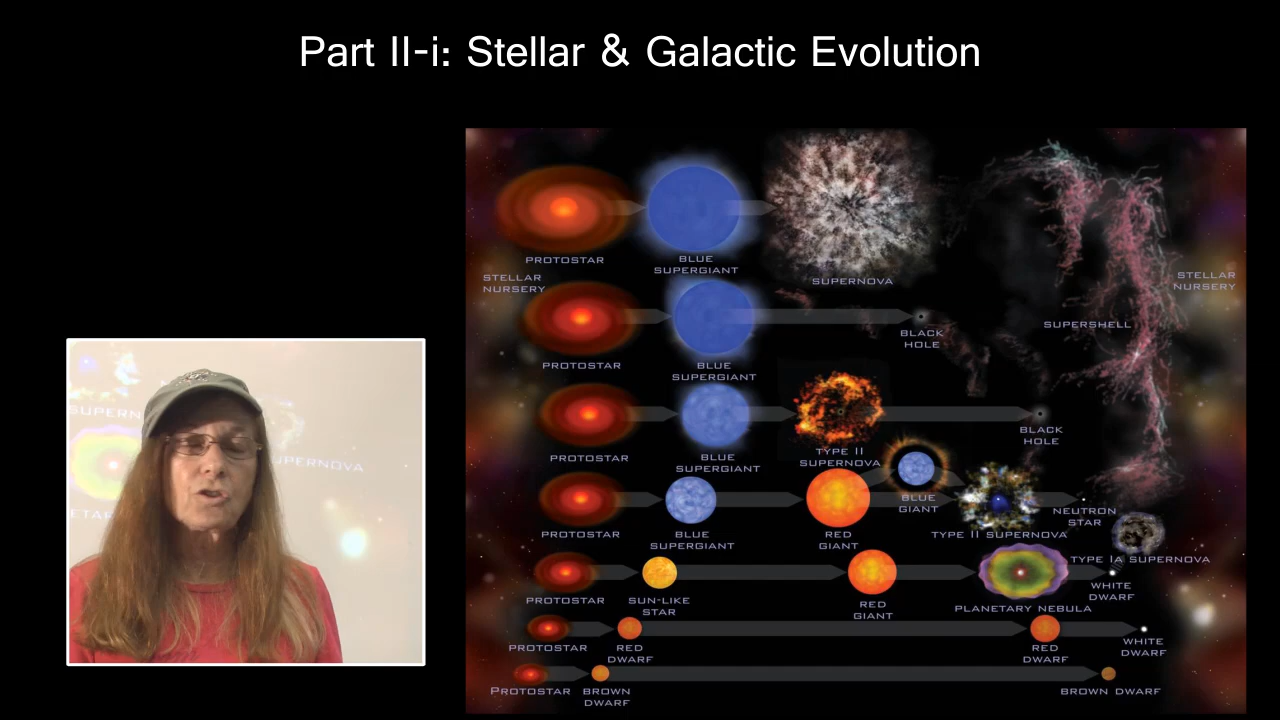 Part II-i: Stellar & Galactic Evolution
PROTOSTAR
BLUE
SUPERGIANT
SUPERNOVA
STELLAR
NURSERY
STELLAR
NURSERY
PROTOSTAR
BLUE
SUPERGIANT
BLACK
HOLE
SUPERSHELL
PROTOSTAR
BLUE
SUPERGIANT
TYPE II
SUPERNOVA
BLACK
HOLE
PROTOSTAR
BLUE
SUPERGIANT
RED
GIANT
BLUE
GIANT
TYPE II SUPERNOVA
NEUTRON
STAR
TYPE IA SUPERNOVA
PROTOSTAR
SUN-LIKE
STAR
RED
GIANT
PLANETARY NEBULA
WHITE
DWARF
PROTOSTAR
RED
DWARF
RED
DWARF
WHITE
DWARF
PROTOSTAR
BROWN
DWARF
BROWN DWARF
SUPERN
UPERNOVA
ETAR